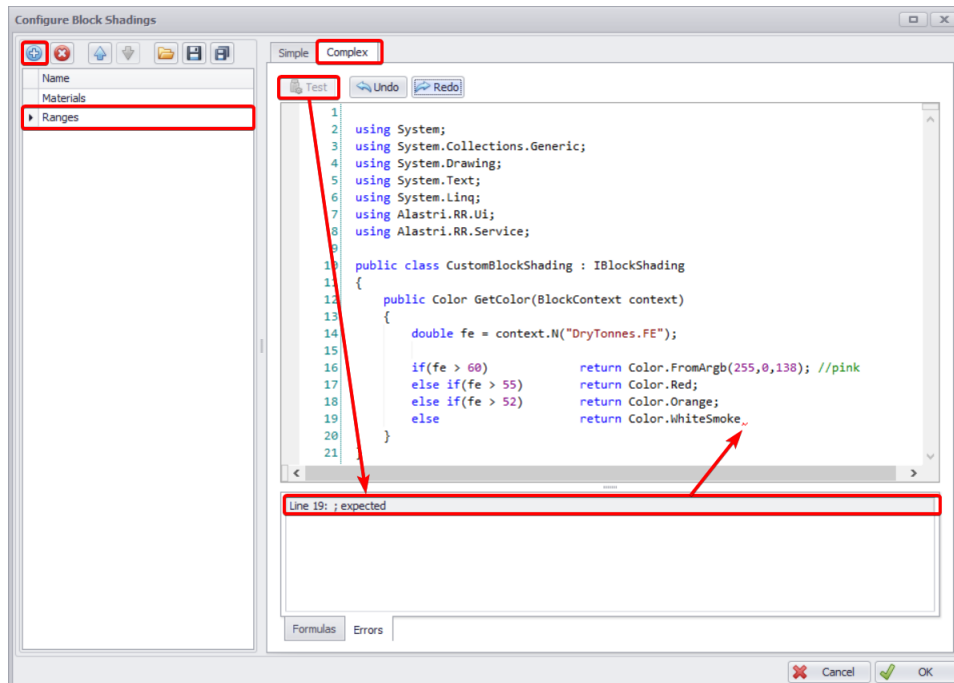 Configure Block Shadings
Name
Materials
Ranges
Simple
Complex
Test
Undo
Redo
1
2 using System;
3 using System.Collections.Generic;
4 using System.Drawing;
5 using System.Text;
6 using System.Linq;
7 using Alastri.RR.Ui;
8 using Alastri.RR.Service;
9
10 public class CustomBlockShading : IBlockShading
11 {
12 public Color GetColor(BlockContext context)
13 {
14 double fe = context.N("DryTonnes.FE");
15
16 if(fe > 60) return Color.FromArgb(255,0,138); //pink
17 else if(fe > 55) return Color.Red;
18 else if(fe > 52) return Color.Orange;
19 else return Color.WhiteSmoke
20 }
21 }
Line 19: ; expected
Formulas
Errors
Cancel
OK